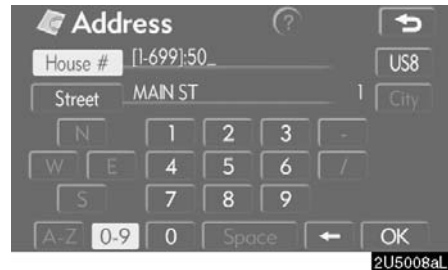 Address ?
House # [1-699]:50_ US8
Street MAIN ST 1 City
N 1 2 3 -
W E 4 5 6 /
S 7 8 9
A-Z 0-9 0 Space ← OK
2U5008aL